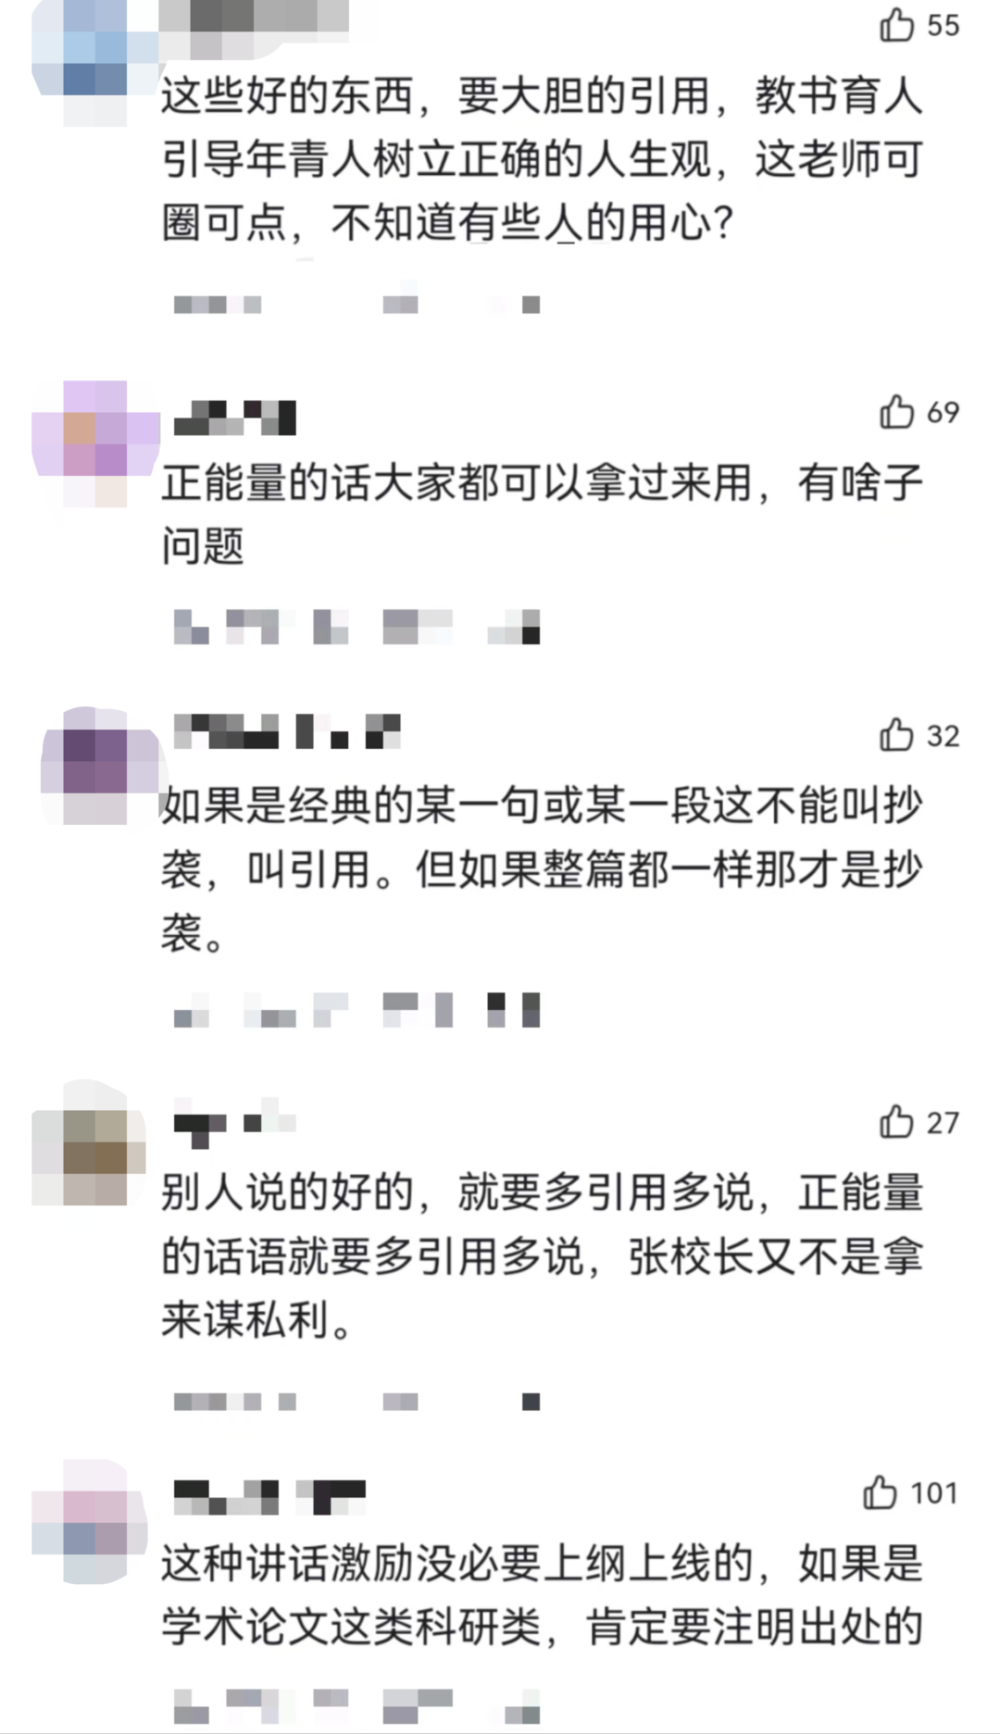 55
这些好的东西，要大胆的引用，教书育人
引导年青人树立正确的人生观，这老师可
圈可点，不知道有些人的用心？
69
正能量的话大家都可以拿过来用，有啥子
问题
32
如果是经典的某一句或某一段这不能叫抄
袭，叫引用。但如果整篇都一样那才是抄
袭。
27
别人说的好的，就要多引用多说，正能量
的话语就要多引用多说，张校长又不是拿
来谋私利。
101
这种讲话激励没必要上纲上线的，如果是
学术论文这类科研类，肯定要注明出处的